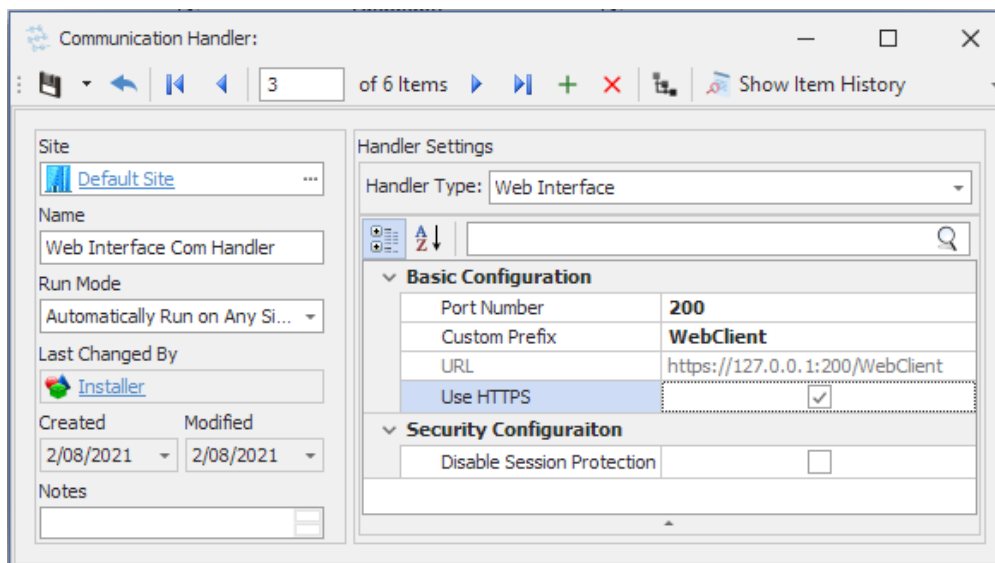 Communication Handler:
3 of 6 Items Show Item History
Site
Default Site ...
Name
Web Interface Com Handler
Run Mode
Automatically Run on Any Si...
Last Changed By
Installer
Created Modified
2/08/2021 2/08/2021
Notes
Handler Settings
Handler Type: Web Interface
Basic Configuration
Port Number 200
Custom Prefix WebClient
URL https://127.0.0.1:200/WebClient
Use HTTPS
Security Configuraiton
Disable Session Protection